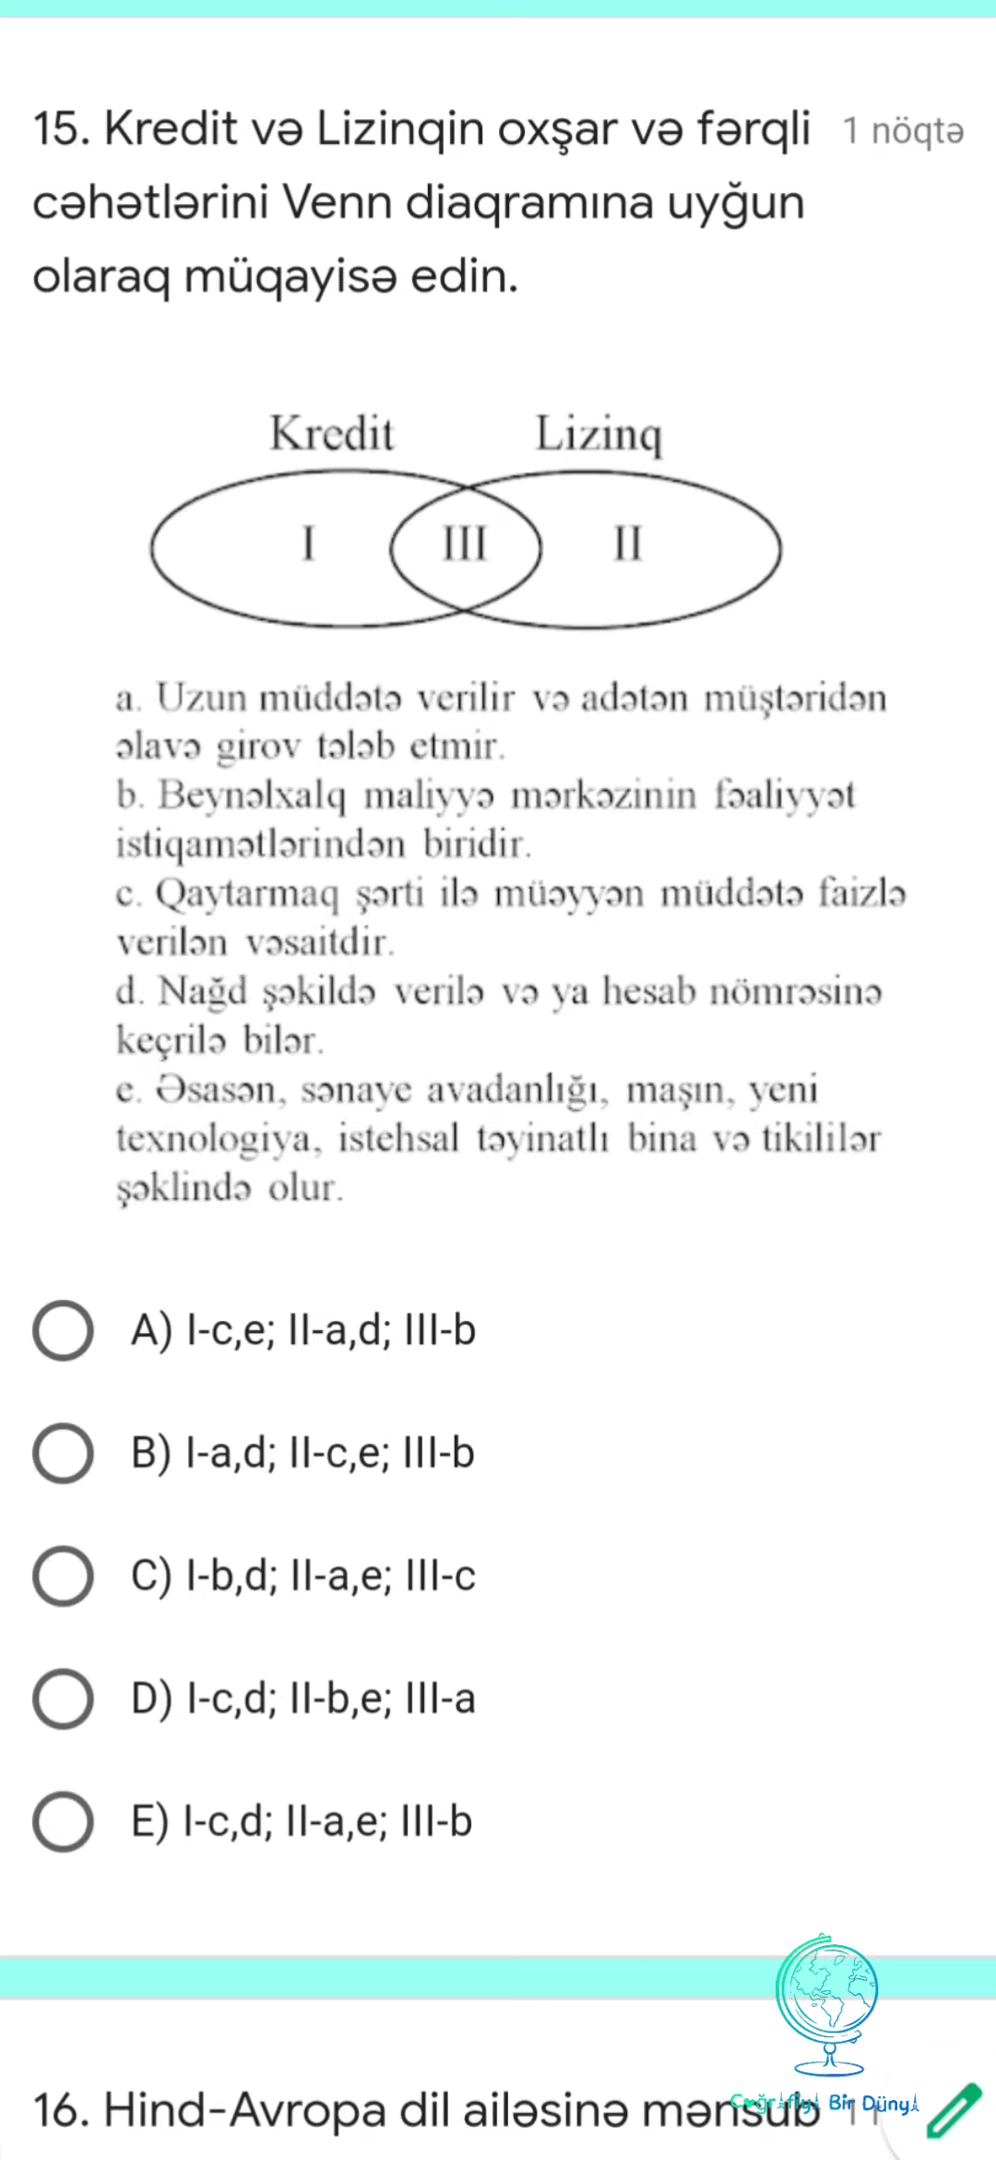 15. Kredit və Lizinqin oxşar və fərqli 1 nöqtə
cəhətlərini Venn diaqramına uyğun
olaraq müqayisə edin.
Kredit Lizinq
I III II
a. Uzun müddətə verilir və adətən müştəridən
əlavə girov tələb etmir.
b. Beynəlxalq maliyyə mərkəzinin fəaliyyət
istiqamətlərindən biridir.
c. Qaytarmaq şərti ilə müəyyən müddətə faizlə
verilən vəsaitdir.
d. Nağd şəkildə verilə və ya hesab nömrəsinə
keçrilə bilər.
e. Əsasən, sənaye avadanlığı, maşın, yeni
texnologiya, istehsal təyinatlı bina və tikililər
şəklində olur.
A) I-c,e; II-a,d; III-b
B) I-a,d; II-c,e; III-b
C) I-b,d; II-a,e; III-c
D) I-c,d; II-b,e; III-a
E) I-c,d; II-a,e; III-b
16. Hind-Avropa dil ailəsinə mənsub
Bir Dünya